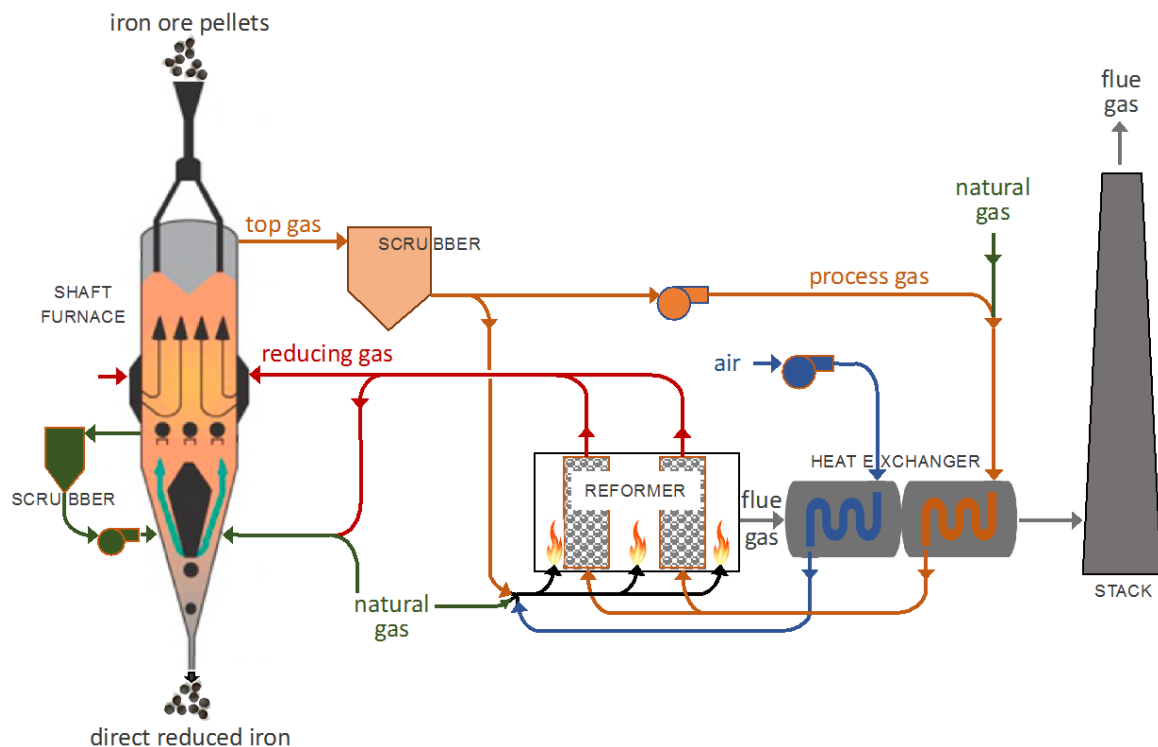 iron ore pellets
flue
gas
natural
gas
top gas
SCRUBBER
SHAFT
FURNACE
process gas
reducing gas
air
HEAT EXCHANGER
SCRUBBER
REFORMER
flue
gas
natural
gas
STACK
direct reduced iron